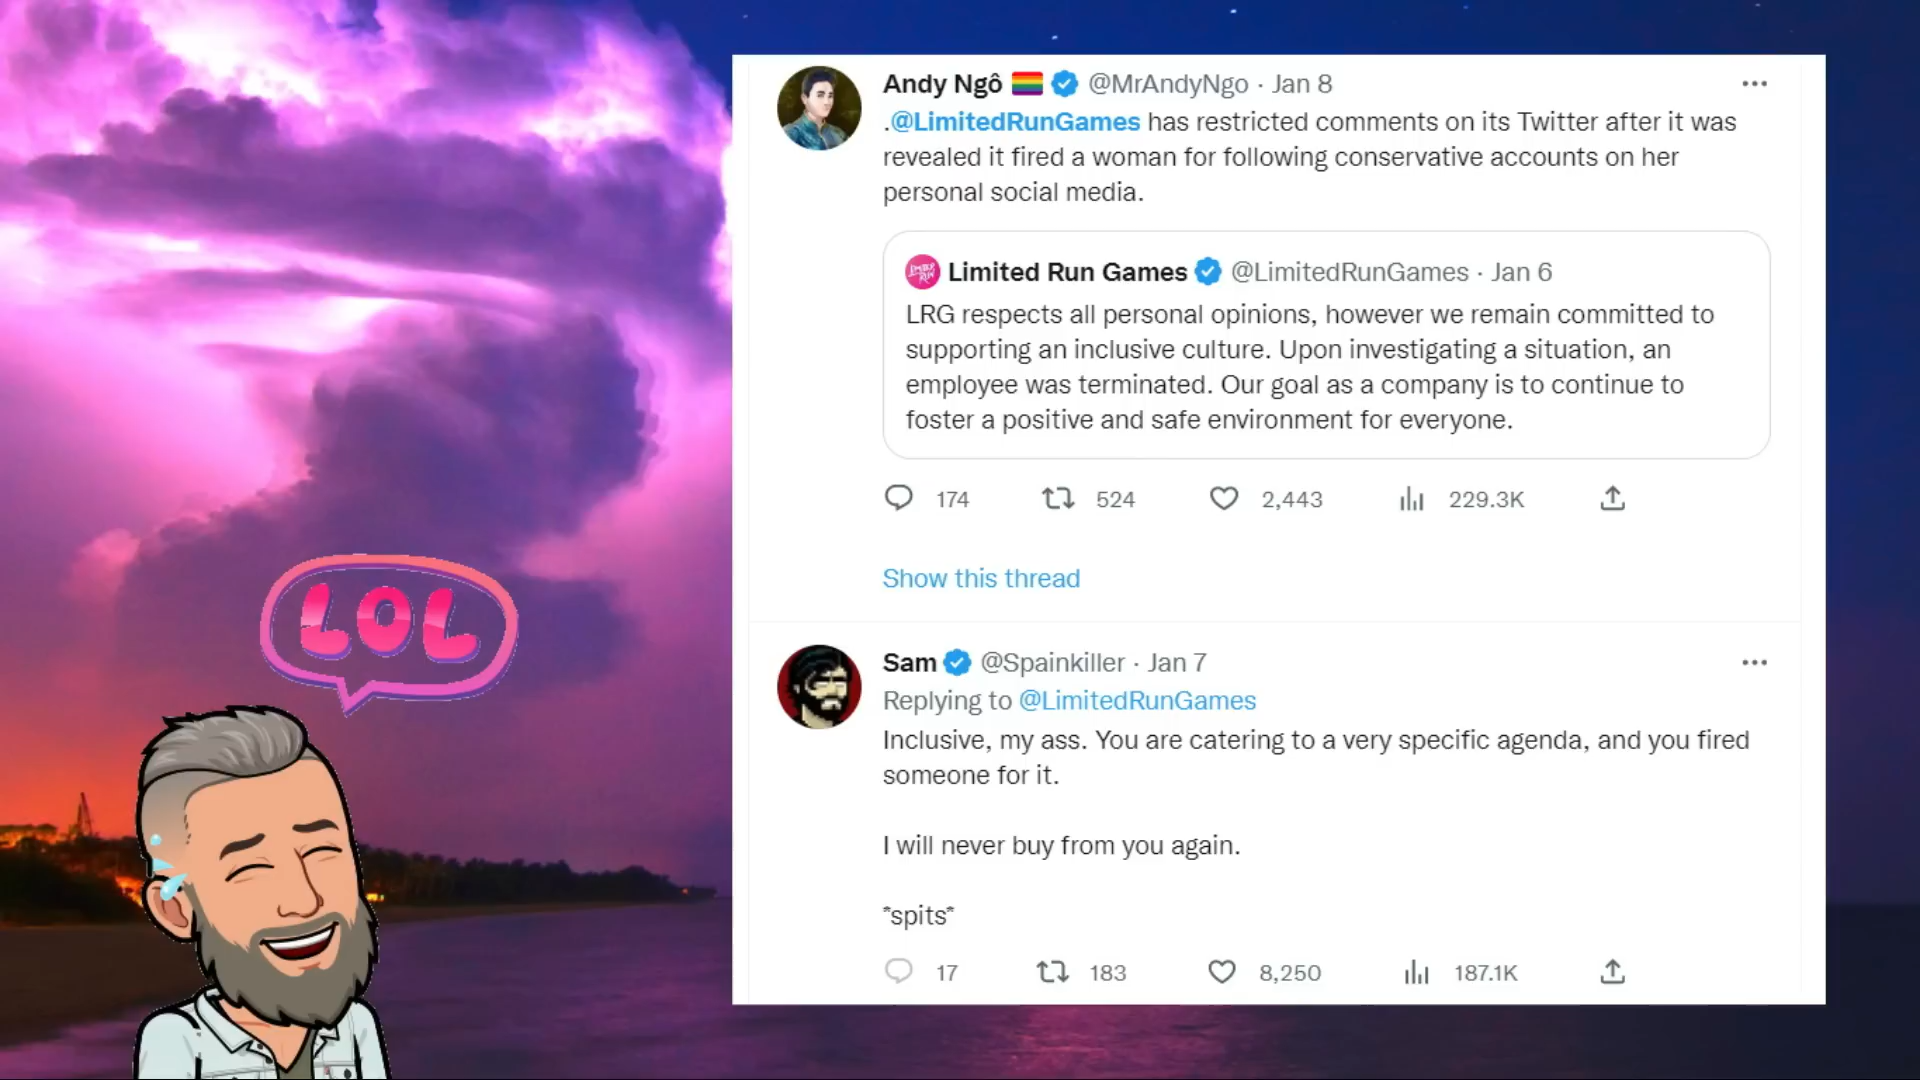 Andy Ngô @MrAndyNgo · Jan 8
.@LimitedRunGames has restricted comments on its Twitter after it was
revealed it fired a woman for following conservative accounts on her
personal social media.
LIMITED RUN Limited Run Games @LimitedRunGames · Jan 6
LRG respects all personal opinions, however we remain committed to
supporting an inclusive culture. Upon investigating a situation, an
employee was terminated. Our goal as a company is to continue to
foster a positive and safe environment for everyone.
174 524 2,443 229.3K
Show this thread
LOL
Sam @Spainkiller · Jan 7
Replying to @LimitedRunGames
Inclusive, my ass. You are catering to a very specific agenda, and you fired
someone for it.
I will never buy from you again.
*spits*
17 183 8,250 187.1K